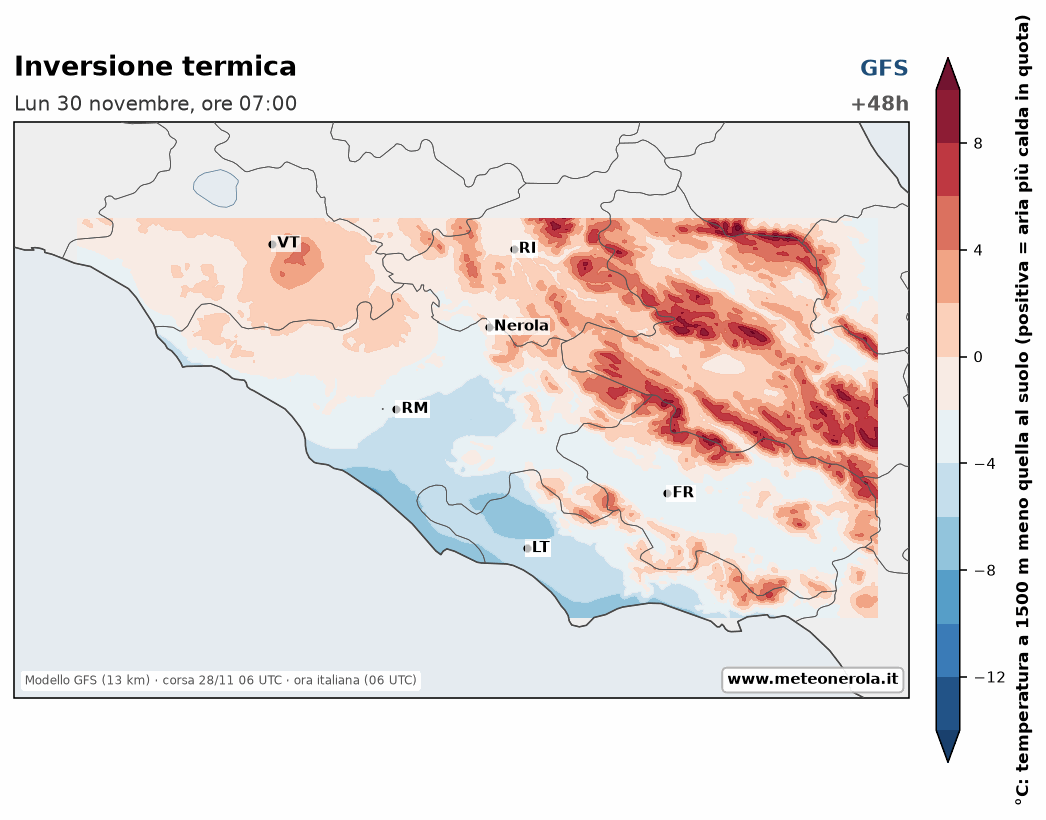 Inversione termica
GFS
Lun 30 novembre, ore 07:00
+48h
VT
RI
Nerola
RM
FR
LT
Modello GFS (13 km) · corsa 28/11 06 UTC · ora italiana (06 UTC)
www.meteonerola.it
8
4
0
−4
−8
−12
°C: temperatura a 1500 m meno quella al suolo (positiva = aria più calda in quota)